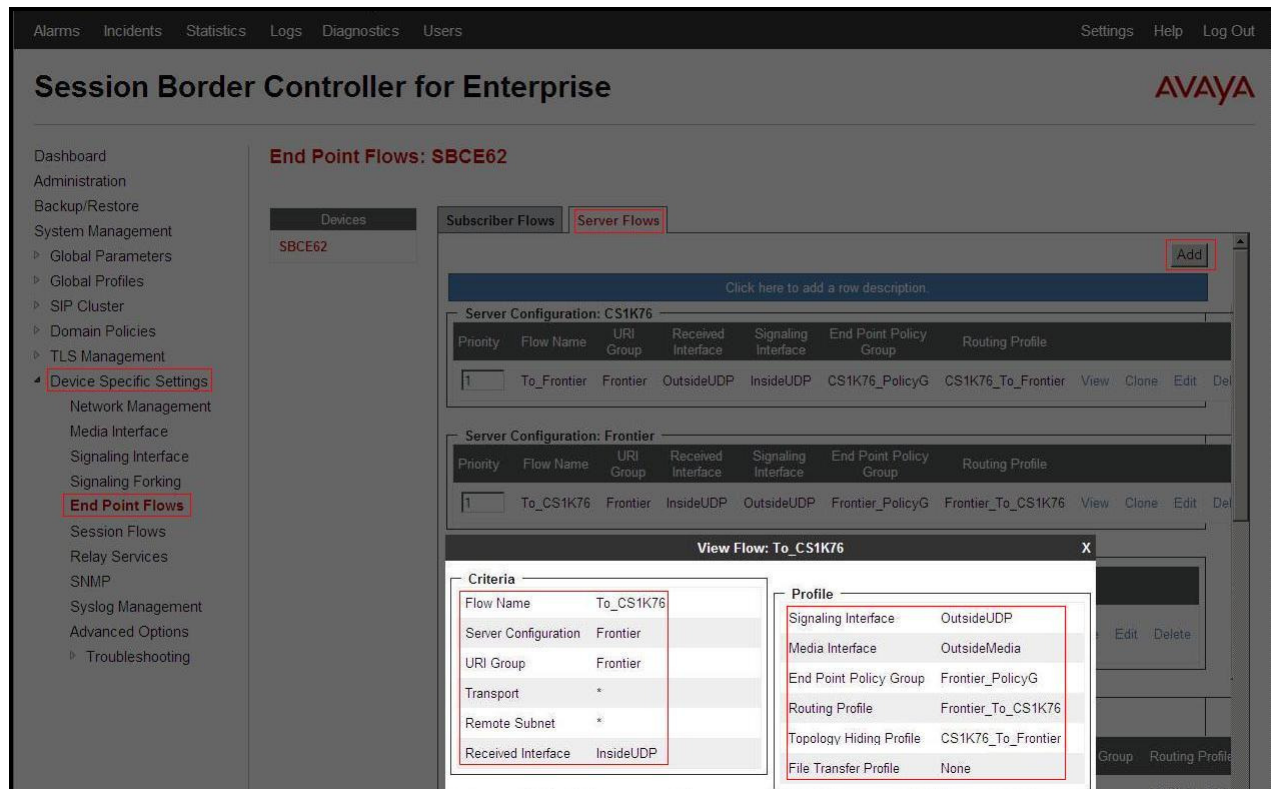 Alarms Incidents Statistics Logs Diagnostics Users Settings Help Log Out
Session Border Controller for Enterprise
AVAYA
Dashboard
Administration
Backup/Restore
System Management
Global Parameters
Global Profiles
SIP Cluster
Domain Policies
TLS Management
Device Specific Settings
Network Management
Media Interface
Signaling Interface
Signaling Forking
End Point Flows
Session Flows
Relay Services
SNMP
Syslog Management
Advanced Options
Troubleshooting
End Point Flows: SBCE62
Devices
SBCE62
Subscriber Flows Server Flows
Add
Click here to add a row description.
Server Configuration: CS1K76
Priority Flow Name URI Group Received Interface Signaling Interface End Point Policy Group Routing Profile
1 To_Frontier Frontier OutsideUDP InsideUDP CS1K76_PolicyG CS1K76_To_Frontier View Clone Edit Del
Server Configuration: Frontier
Priority Flow Name URI Group Received Interface Signaling Interface End Point Policy Group Routing Profile
1 To_CS1K76 Frontier InsideUDP OutsideUDP Frontier_PolicyG Frontier_To_CS1K76 View Clone Edit Del
Edit Delete
Group Routing Profile
View Flow: To_CS1K76 X
Criteria
Flow Name To_CS1K76
Server Configuration Frontier
URI Group Frontier
Transport *
Remote Subnet *
Received Interface InsideUDP
Profile
Signaling Interface OutsideUDP
Media Interface OutsideMedia
End Point Policy Group Frontier_PolicyG
Routing Profile Frontier_To_CS1K76
Topology Hiding Profile CS1K76_To_Frontier
File Transfer Profile None